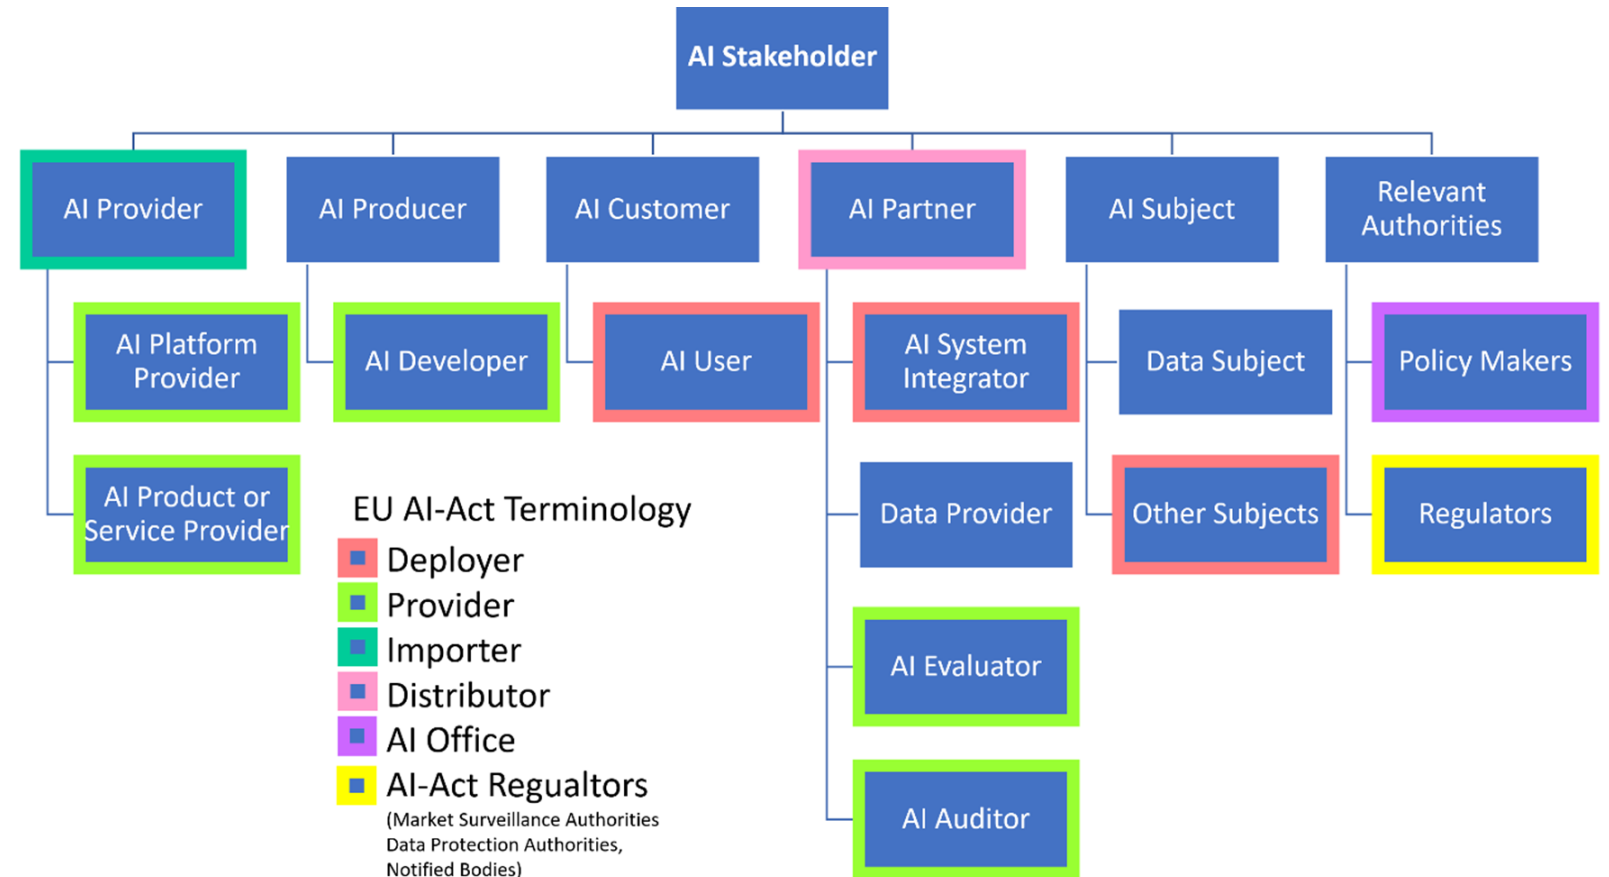 AI Stakeholder
AI Provider
AI Producer
AI Customer
AI Partner
AI Subject
Relevant
Authorities
AI Platform
Provider
AI Developer
AI User
AI System
Integrator
Data Subject
Policy Makers
AI Product or
Service Provider
Data Provider
Other Subjects
Regulators
AI Evaluator
AI Auditor
EU AI-Act Terminology
Deployer
Provider
Importer
Distributor
AI Office
AI-Act Regualtors
(Market Surveillance Authorities
Data Protection Authorities,
Notified Bodies)